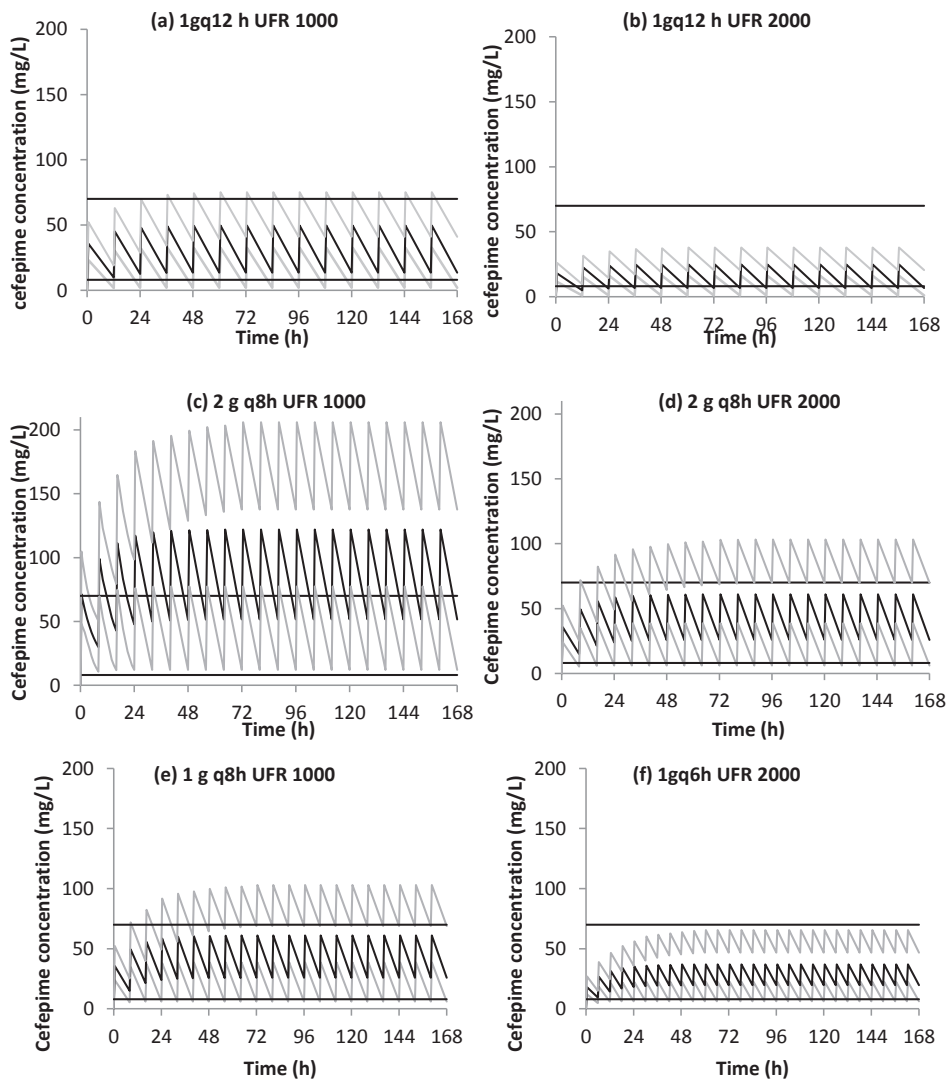 (a) 1gq12 h UFR 1000
cefepime concentration (mg/L)
200
150
100
50
0
0 24 48 72 96 120 144 168
Time (h)
(b) 1gq12 h UFR 2000
cefepime concentration (mg/L)
200
150
100
50
0
0 24 48 72 96 120 144 168
Time (h)
(c) 2 g q8h UFR 1000
Cefepime concentration (mg/L)
200
150
100
50
0
0 24 48 72 96 120 144 168
Time (h)
(d) 2 g q8h UFR 2000
Cefepime concentration (mg/L)
200
150
100
50
0
0 24 48 72 96 120 144 168
Time (h)
(e) 1 g q8h UFR 1000
Cefepime concentration (mg/L)
200
150
100
50
0
0 24 48 72 96 120 144 168
Time (h)
(f) 1gq6h UFR 2000
Cefepime concentration (mg/L)
200
150
100
50
0
0 24 48 72 96 120 144 168
Time (h)